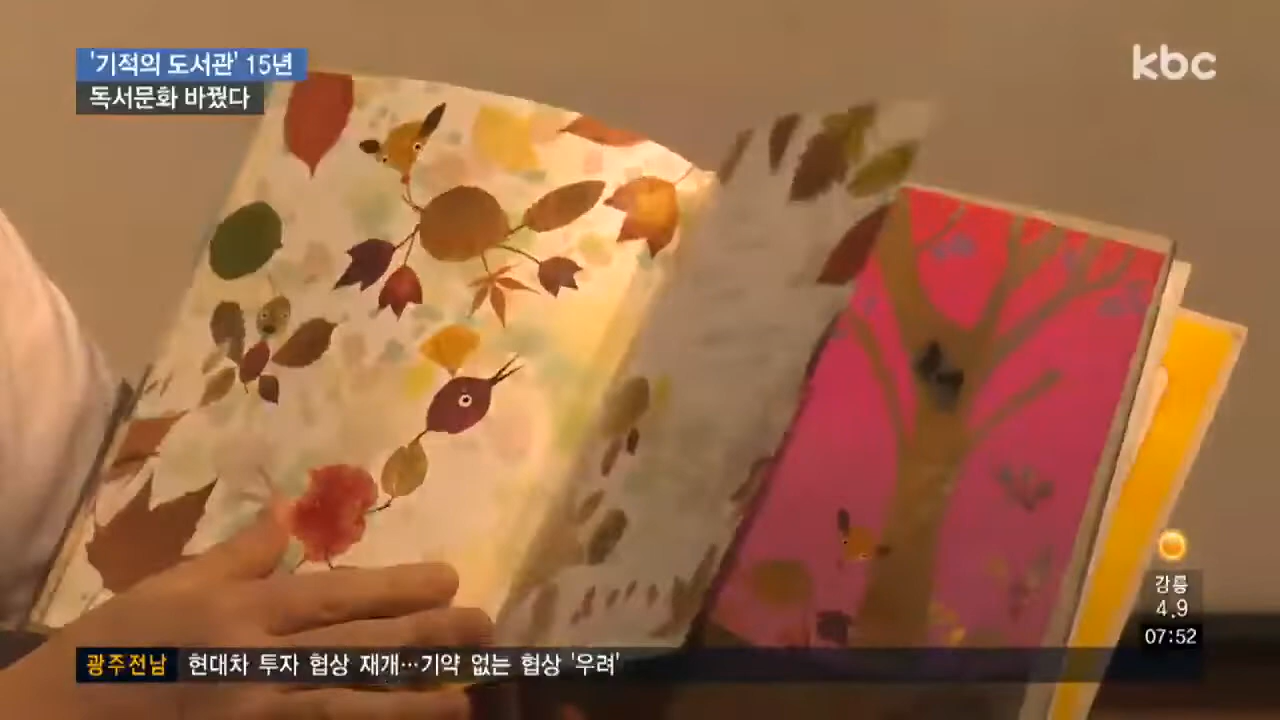 '기적의 도서관' 15년
독서문화 바꿨다
kbc
강릉
4.9
07:52
광주전남 현대차 투자 협상 재개…기약 없는 협상 '우려'